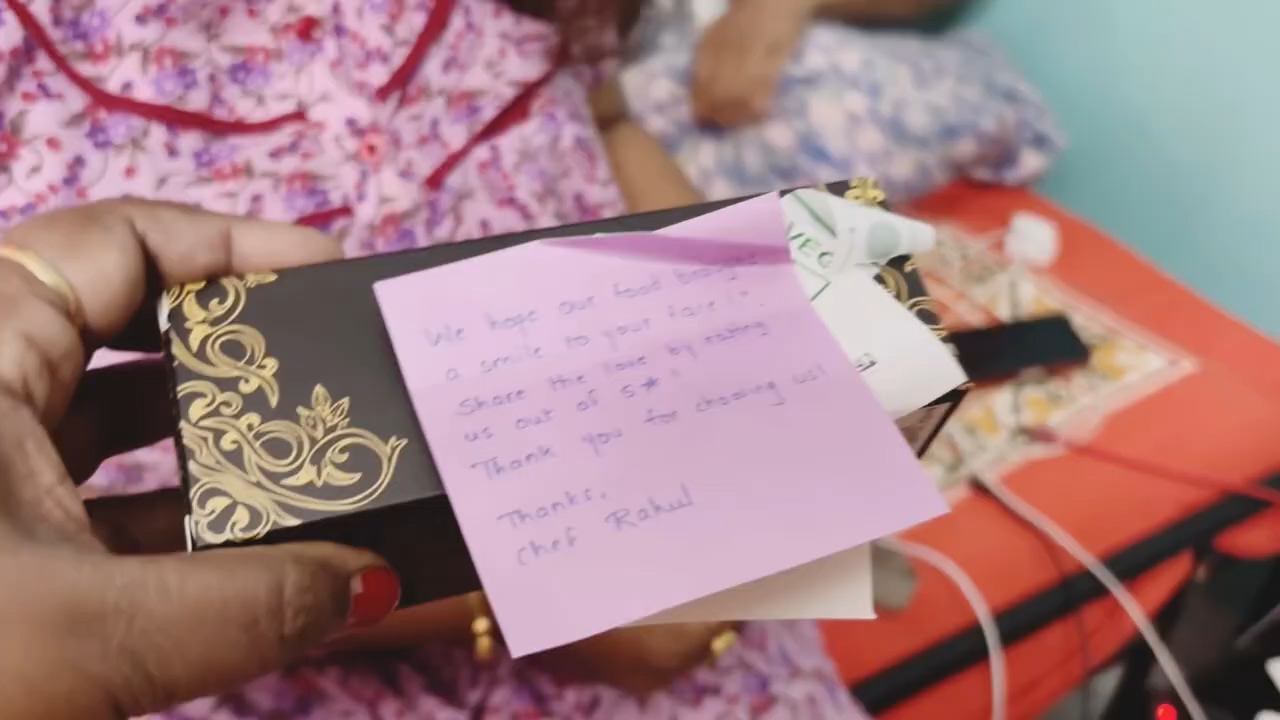 VEG
We hope our food brought
a smile to your face!".
Share the love by rating
us out of 5*
Thank you for choosing us!
Thanks,
Chef Rahul